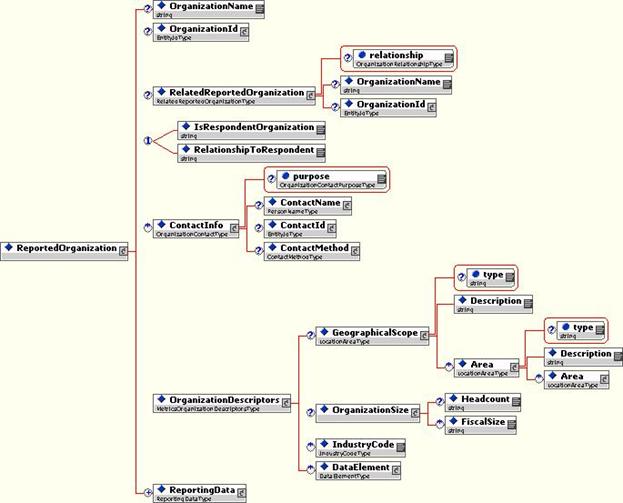 OrganizationName
string
OrganizationId
EntityIdType
relationship
OrganizationRelationshipType
RelatedReportedOrganization
RelatedReportedOrganizationType
OrganizationName
string
OrganizationId
EntityIdType
IsRespondentOrganization
string
RelationshipToRespondent
string
purpose
OrganizationContactPurposeType
ContactName
PersonNameType
ContactInfo
OrganizationContactType
ContactId
EntityIdType
ContactMethod
ContactMethodType
ReportedOrganization
type
string
Description
string
GeographicalScope
LocationAreaType
type
string
Description
string
Area
LocationAreaType
Area
LocationAreaType
OrganizationDescriptors
MetricsOrganizationDescriptorsType
Headcount
string
OrganizationSize
FiscalSize
string
IndustryCode
IndustryCodeType
DataElement
DataElementType
ReportingData
ReportingDataType